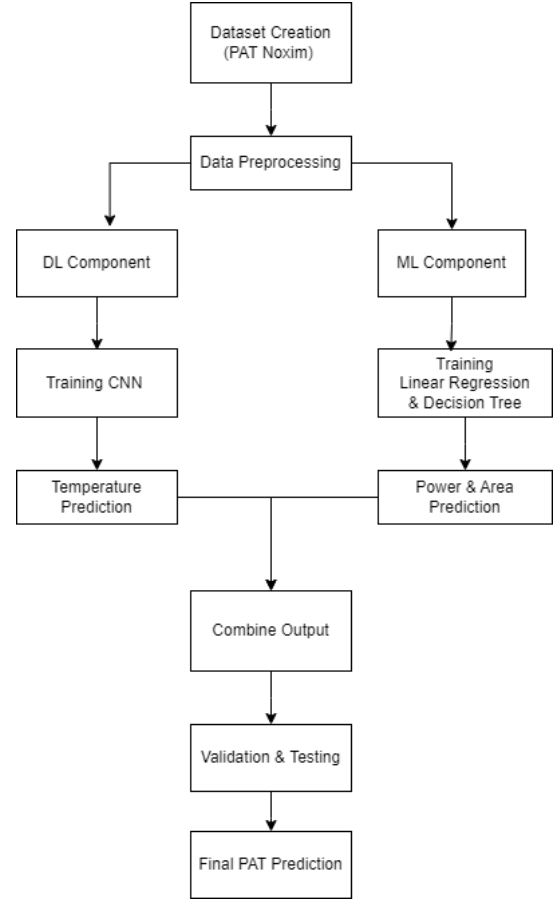 Dataset Creation
(PAT Noxim)
Data Preprocessing
DL Component
ML Component
Training CNN
Training
Linear Regression
& Decision Tree
Temperature
Prediction
Power & Area
Prediction
Combine Output
Validation & Testing
Final PAT Prediction